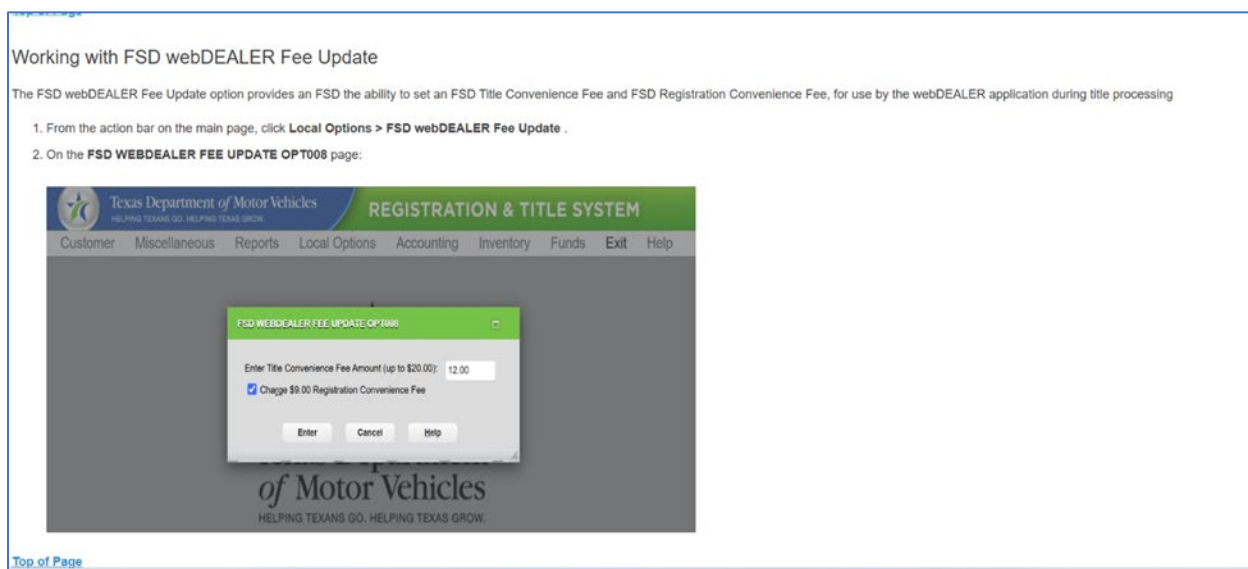 Top of Page
Working with FSD webDEALER Fee Update
The FSD webDEALER Fee Update option provides an FSD the ability to set an FSD Title Convenience Fee and FSD Registration Convenience Fee, for use by the webDEALER application during title processing
1. From the action bar on the main page, click Local Options > FSD webDEALER Fee Update .
2. On the FSD WEBDEALER FEE UPDATE OPT008 page:
Texas Department of Motor Vehicles
HELPING TEXANS GO. HELPING TEXAS GROW.
REGISTRATION & TITLE SYSTEM
Customer Miscellaneous Reports Local Options Accounting Inventory Funds Exit Help
FSD WEBDEALER FEE UPDATE OPT008
Enter Title Convenience Fee Amount (up to $20.00): 12.00
Charge $9.00 Registration Convenience Fee
Enter Cancel Help
of Motor Vehicles
HELPING TEXANS GO. HELPING TEXAS GROW.
Top of Page